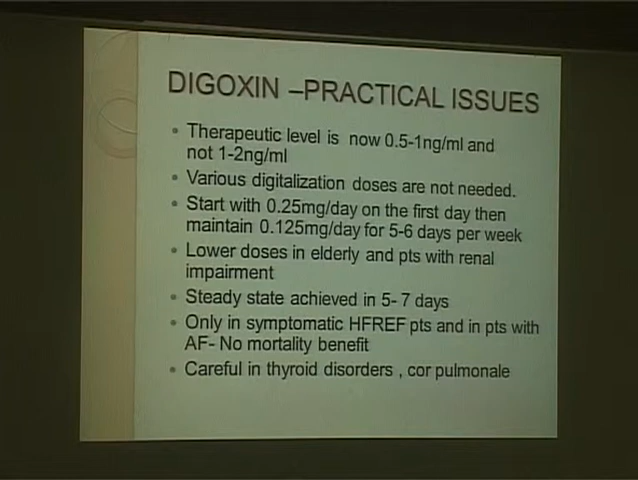 DIGOXIN –PRACTICAL ISSUES
• Therapeutic level is now 0.5-1ng/ml and
not 1-2ng/ml
• Various digitalization doses are not needed.
• Start with 0.25mg/day on the first day then
maintain 0.125mg/day for 5-6 days per week
• Lower doses in elderly and pts with renal
impairment
• Steady state achieved in 5- 7 days
• Only in symptomatic HFREF pts and in pts with
AF- No mortality benefit
• Careful in thyroid disorders , cor pulmonale